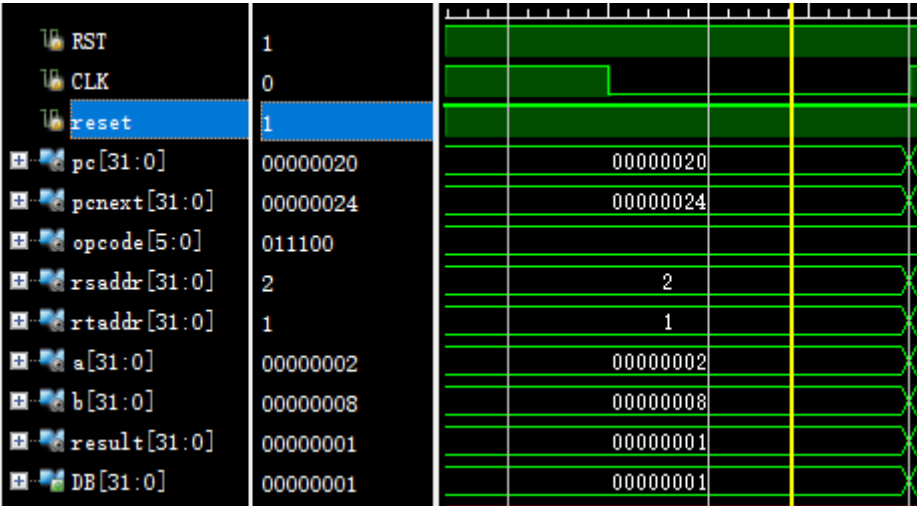 RST 1
CLK 0
reset 1
pc[31:0] 00000020 00000020
pcnext[31:0] 00000024 00000024
opcode[5:0] 011100
rsaddr[31:0] 2 2
rtaddr[31:0] 1 1
a[31:0] 00000002 00000002
b[31:0] 00000008 00000008
result[31:0] 00000001 00000001
DB[31:0] 00000001 00000001